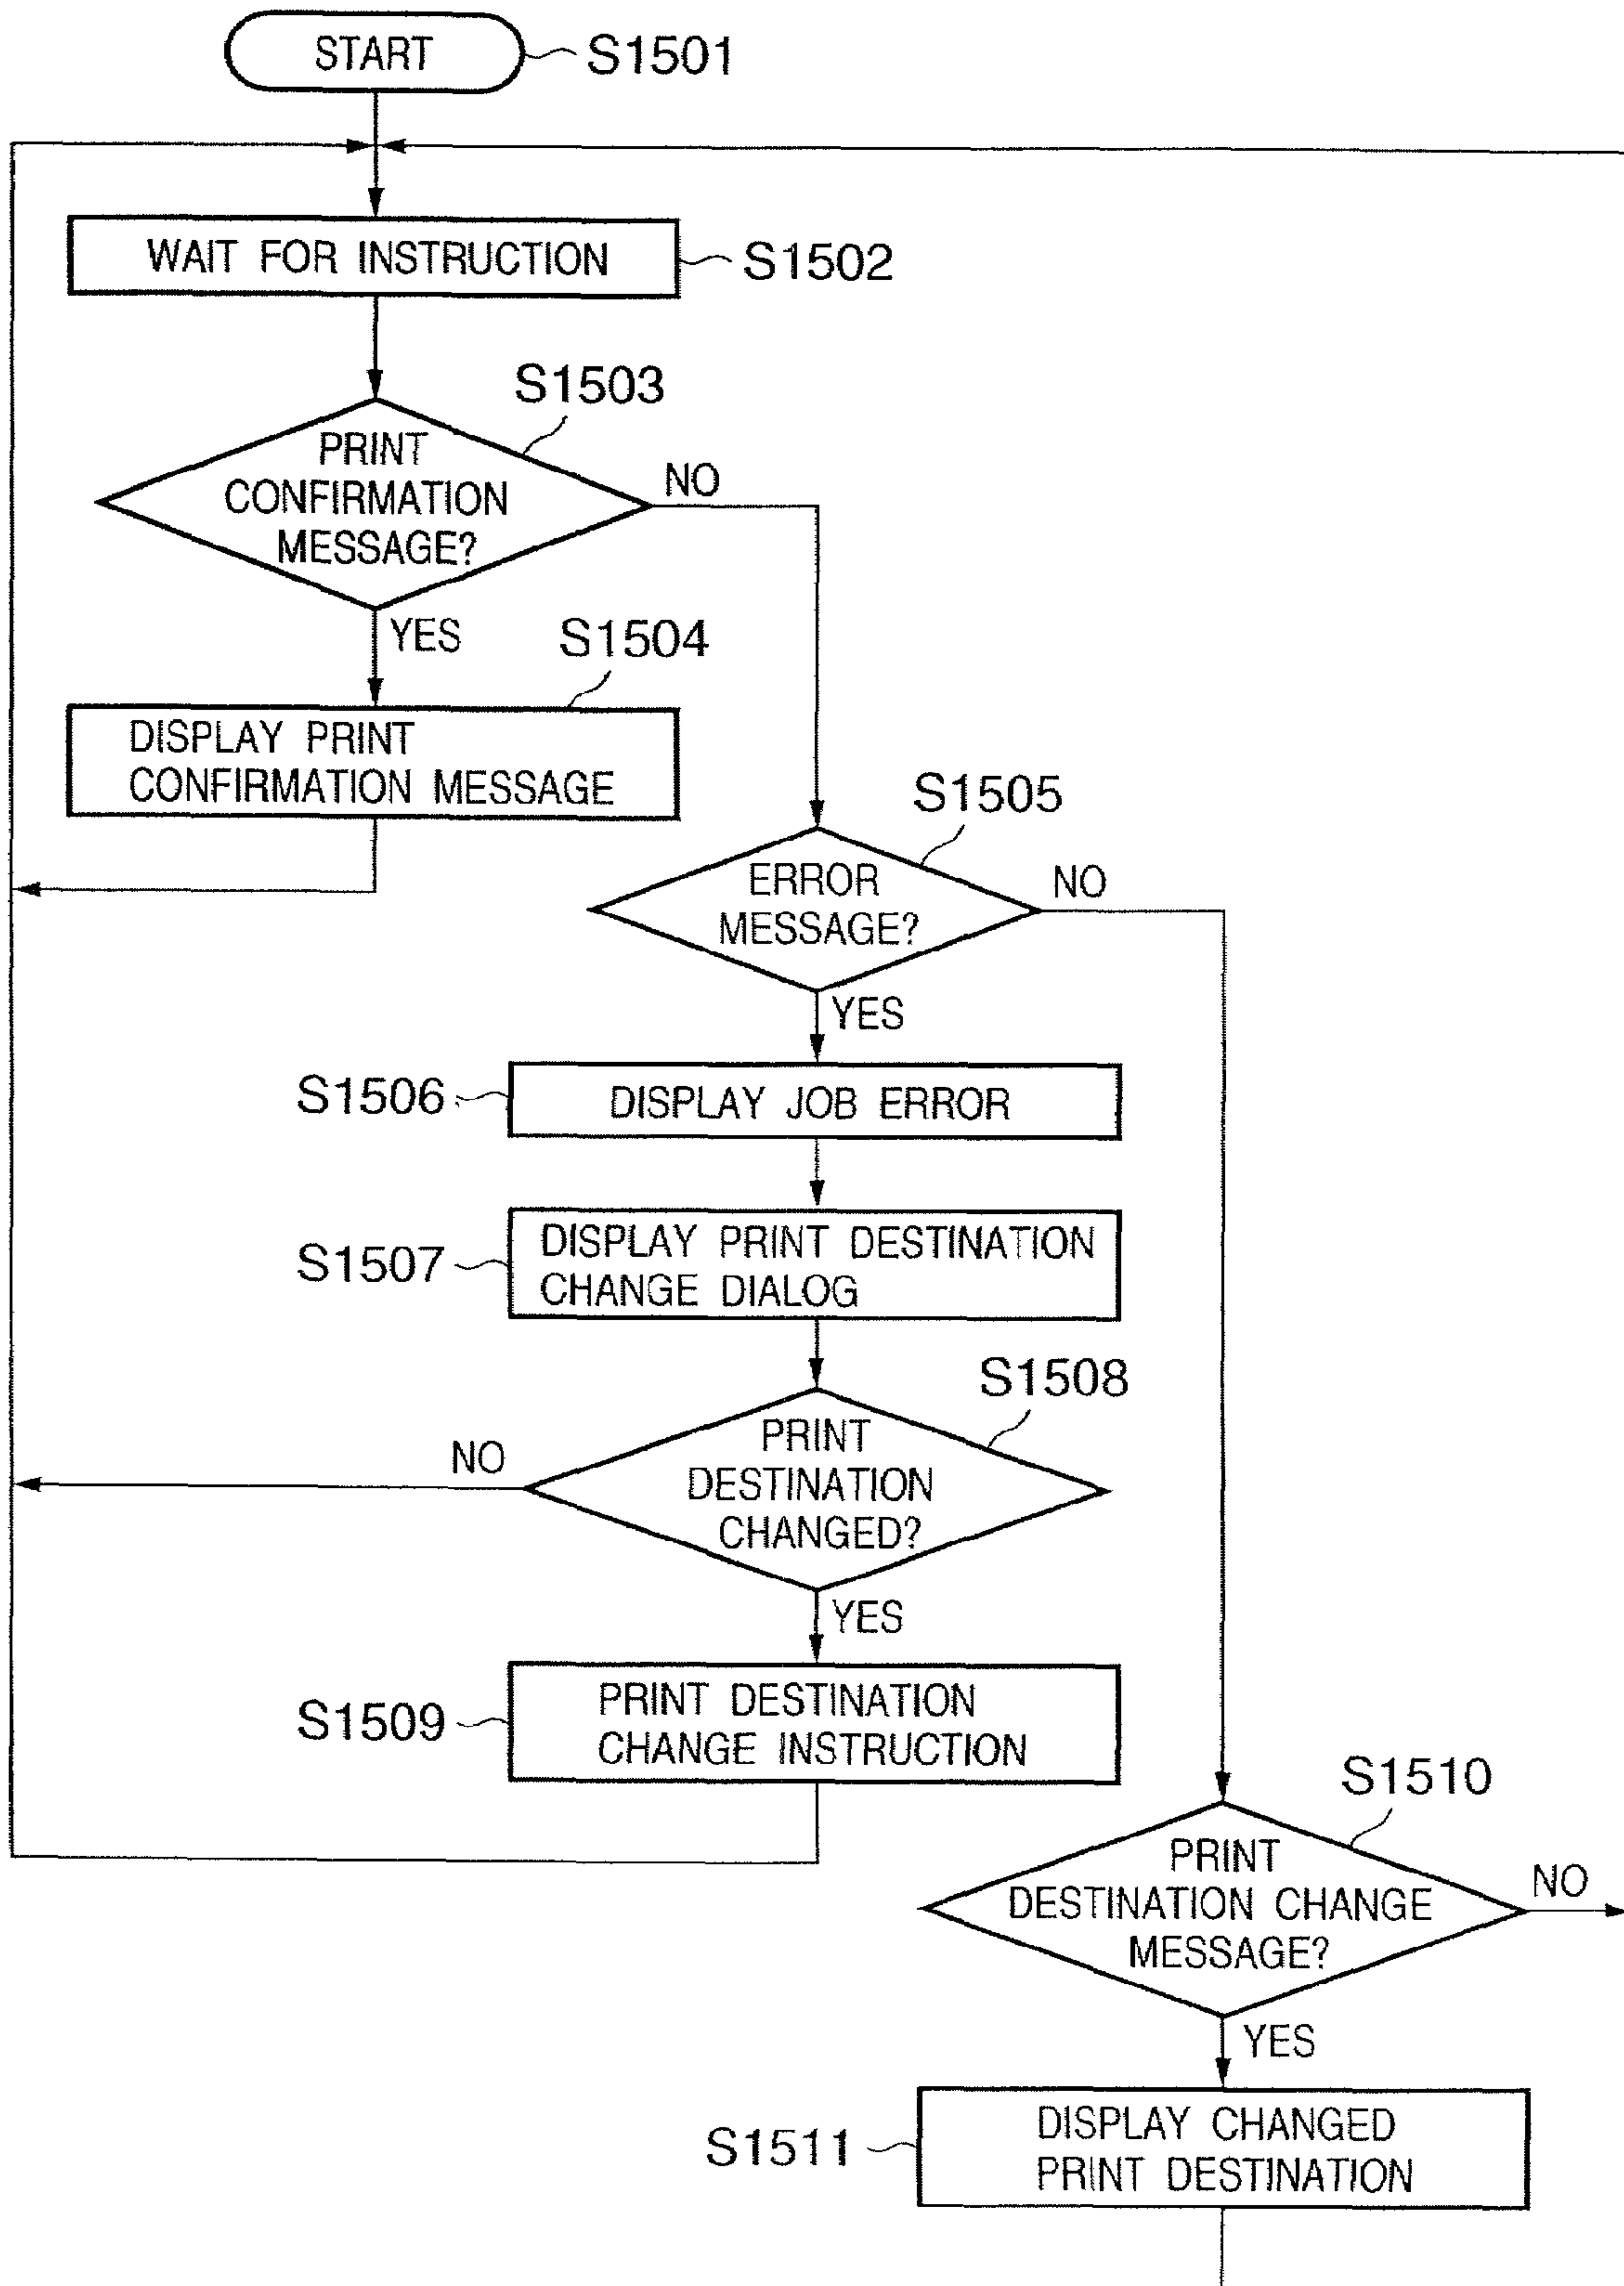 START
S1501
WAIT FOR INSTRUCTION
S1502
S1503
PRINT
CONFIRMATION
MESSAGE?
NO
YES
S1504
DISPLAY PRINT
CONFIRMATION MESSAGE
S1505
ERROR
MESSAGE?
NO
YES
S1506
DISPLAY JOB ERROR
S1507
DISPLAY PRINT DESTINATION
CHANGE DIALOG
S1508
PRINT
DESTINATION
CHANGED?
NO
YES
S1509
PRINT DESTINATION
CHANGE INSTRUCTION
S1510
PRINT
DESTINATION CHANGE
MESSAGE?
NO
YES
S1511
DISPLAY CHANGED
PRINT DESTINATION